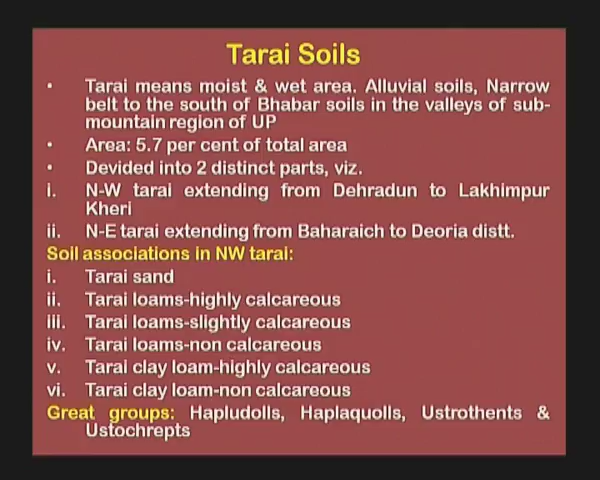 Tarai Soils
• Tarai means moist & wet area. Alluvial soils, Narrow
belt to the south of Bhabar soils in the valleys of sub-
mountain region of UP
• Area: 5.7 per cent of total area
• Devided into 2 distinct parts, viz.
i. N-W tarai extending from Dehradun to Lakhimpur
Kheri
ii. N-E tarai extending from Baharaich to Deoria distt.
Soil associations in NW tarai:
i. Tarai sand
ii. Tarai loams-highly calcareous
iii. Tarai loams-slightly calcareous
iv. Tarai loams-non calcareous
v. Tarai clay loam-highly calcareous
vi. Tarai clay loam-non calcareous
Great groups: Hapludolls, Haplaquolls, Ustrothents &
Ustochrepts